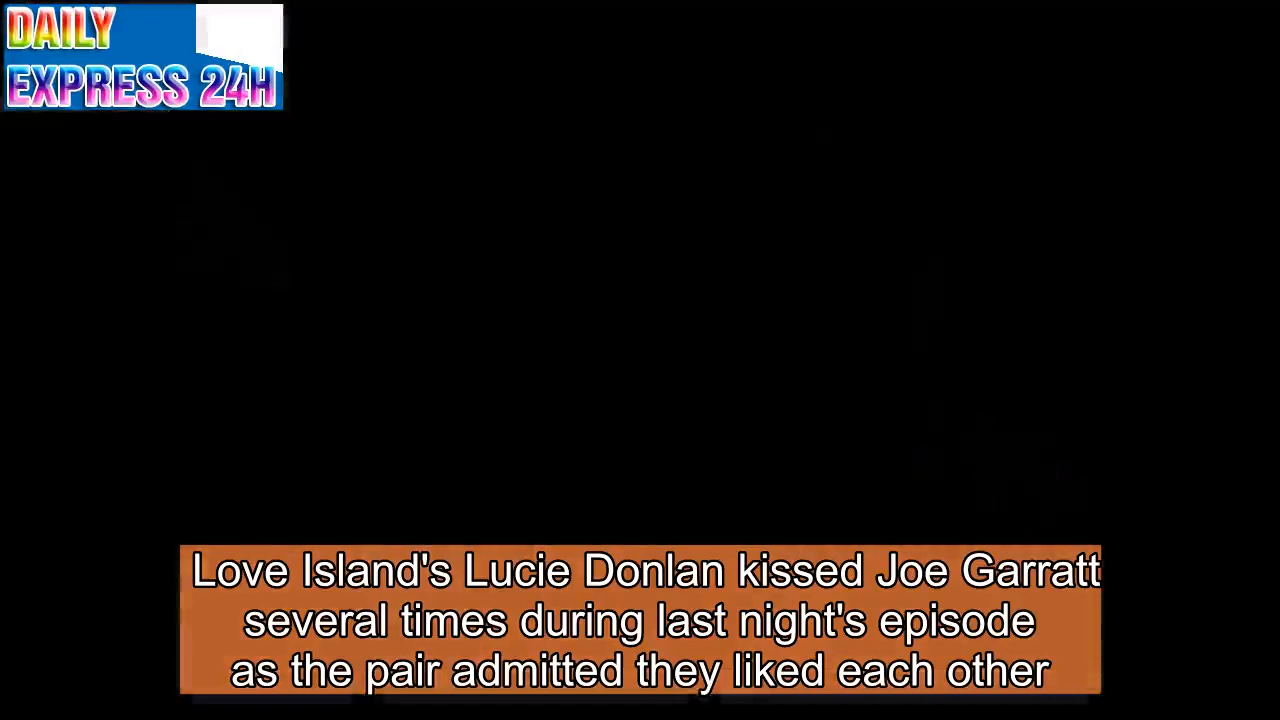 DAILY
EXPRESS 24H
Love Island's Lucie Donlan kissed Joe Garratt
several times during last night's episode
as the pair admitted they liked each other